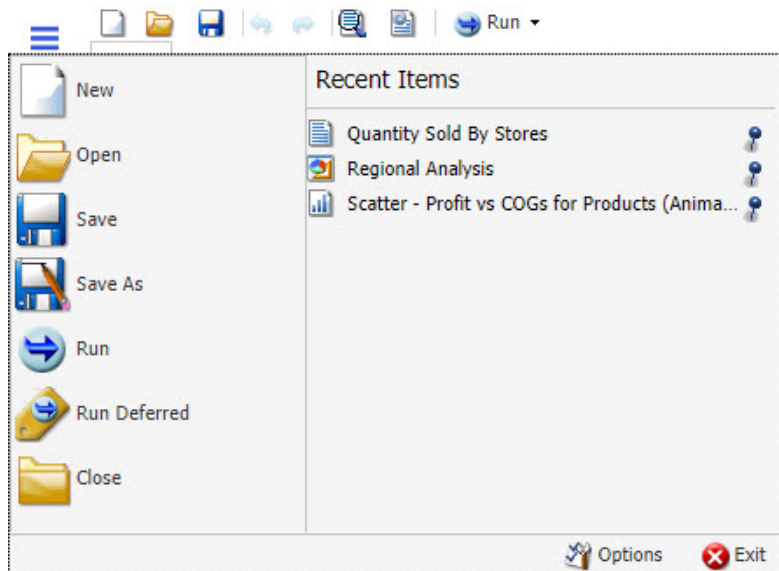 Run
New
Open
Save
Save As
Run
Run Deferred
Close
Recent Items
Quantity Sold By Stores
Regional Analysis
Scatter - Profit vs COGs for Products (Anima...
Options
Exit